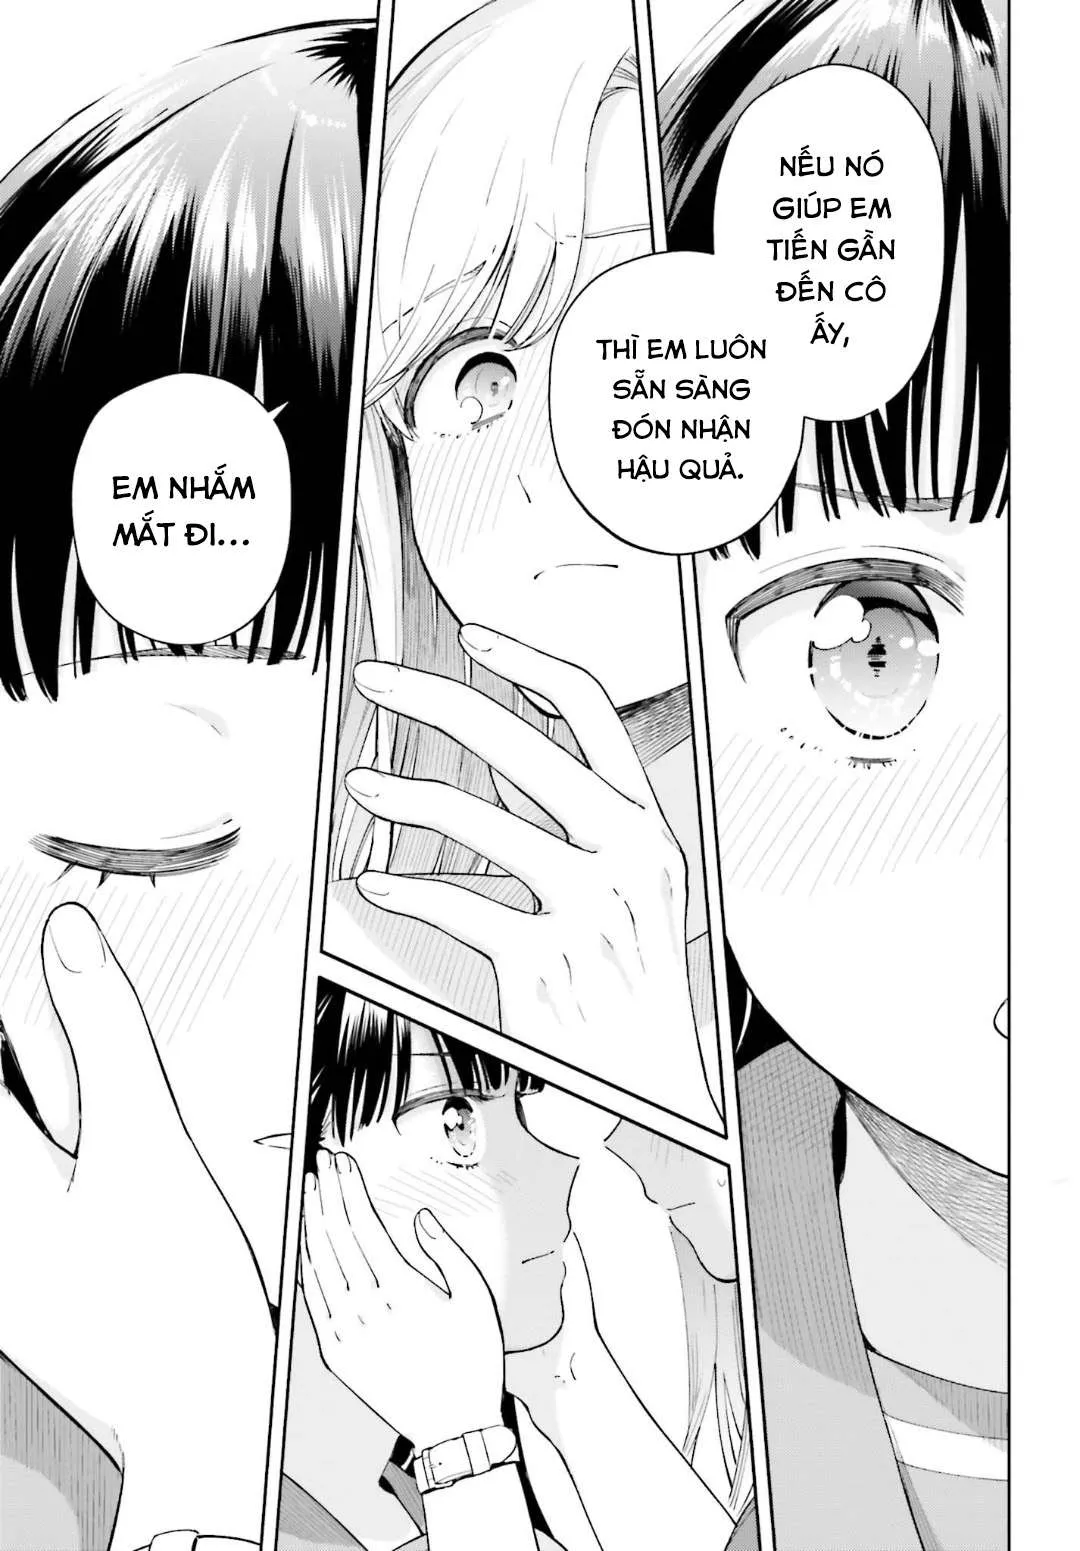 NẾU NÓ
GIÚP EM
TIẾN GẦN
ĐẾN CÔ
ẤY,
THÌ EM LUÔN
SẴN SÀNG
ĐÓN NHẬN
HẬU QUẢ.
EM NHẮM
MẮT ĐI...